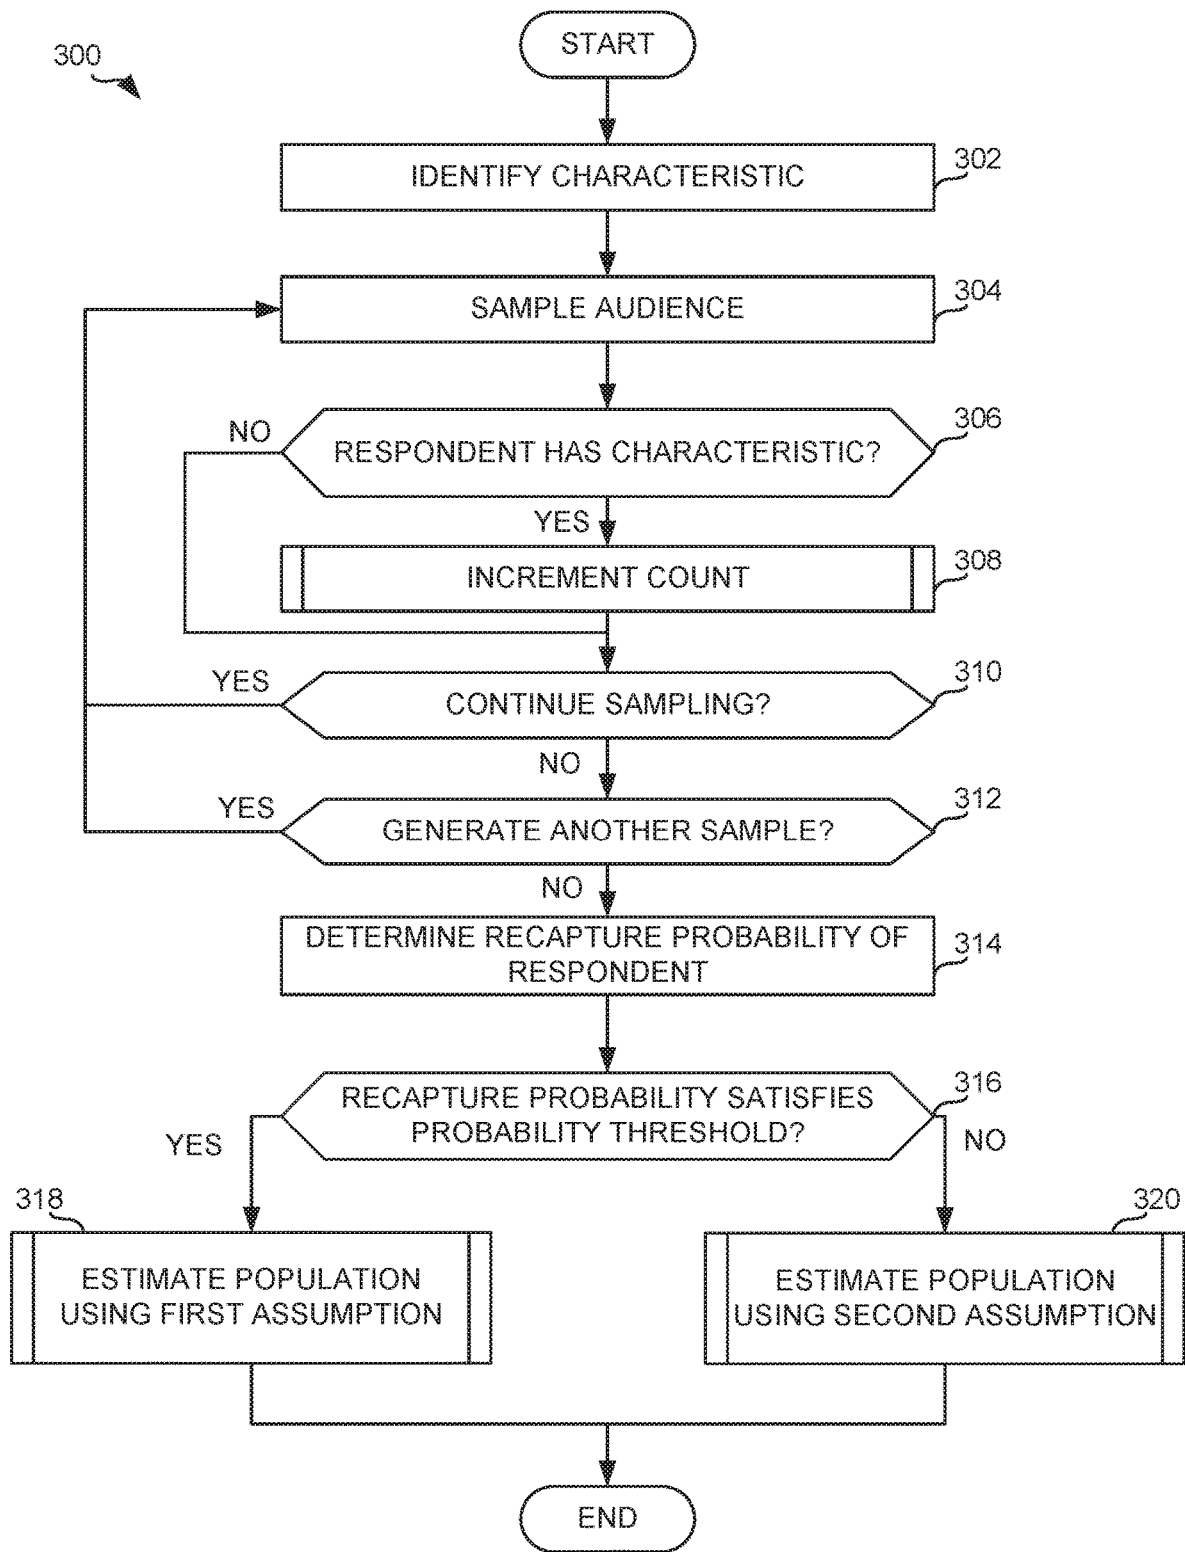 START
300
IDENTIFY CHARACTERISTIC
302
SAMPLE AUDIENCE
304
RESPONDENT HAS CHARACTERISTIC?
306
NO
YES
INCREMENT COUNT
308
CONTINUE SAMPLING?
310
YES
NO
GENERATE ANOTHER SAMPLE?
312
YES
NO
DETERMINE RECAPTURE PROBABILITY OF
RESPONDENT
314
RECAPTURE PROBABILITY SATISFIES
PROBABILITY THRESHOLD?
316
YES
NO
318
ESTIMATE POPULATION
USING FIRST ASSUMPTION
320
ESTIMATE POPULATION
USING SECOND ASSUMPTION
END